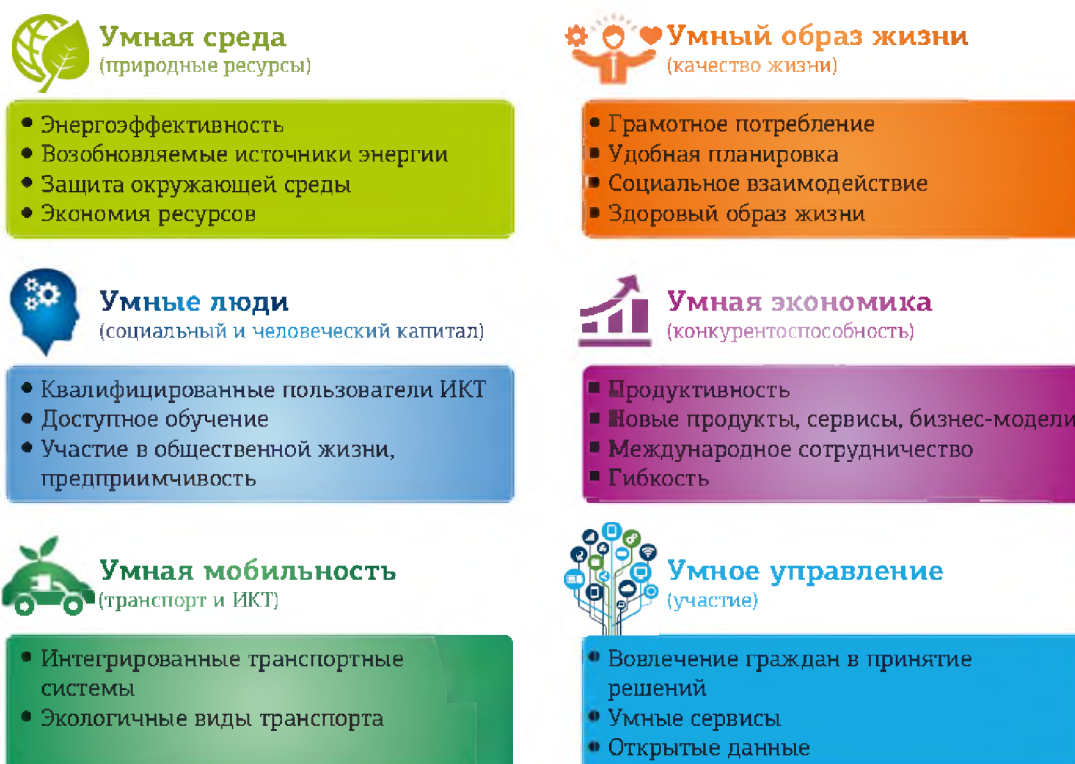 Умная среда
(природные ресурсы)
• Энергоэффективность
• Возобновляемые источники энергии
• Защита окружающей среды
• Экономия ресурсов
Умный образ жизни
(качество жизни)
• Грамотное потребление
• Удобная планировка
• Социальное взаимодействие
• Здоровый образ жизни
Умные люди
(социальный и человеческий капитал)
• Квалифицированные пользователи ИКТ
• Доступное обучение
• Участие в общественной жизни,
предприимчивость
Умная экономика
(конкурентоспособность)
▪ Продуктивность
▪ Новые продукты, сервисы, бизнес-модели
▪ Международное сотрудничество
▪ Гибкость
Умная мобильность
(транспорт и ИКТ)
• Интегрированные транспортные
системы
• Экологичные виды транспорта
Умное управление
(участие)
• Вовлечение граждан в принятие
решений
• Умные сервисы
• Открытые данные